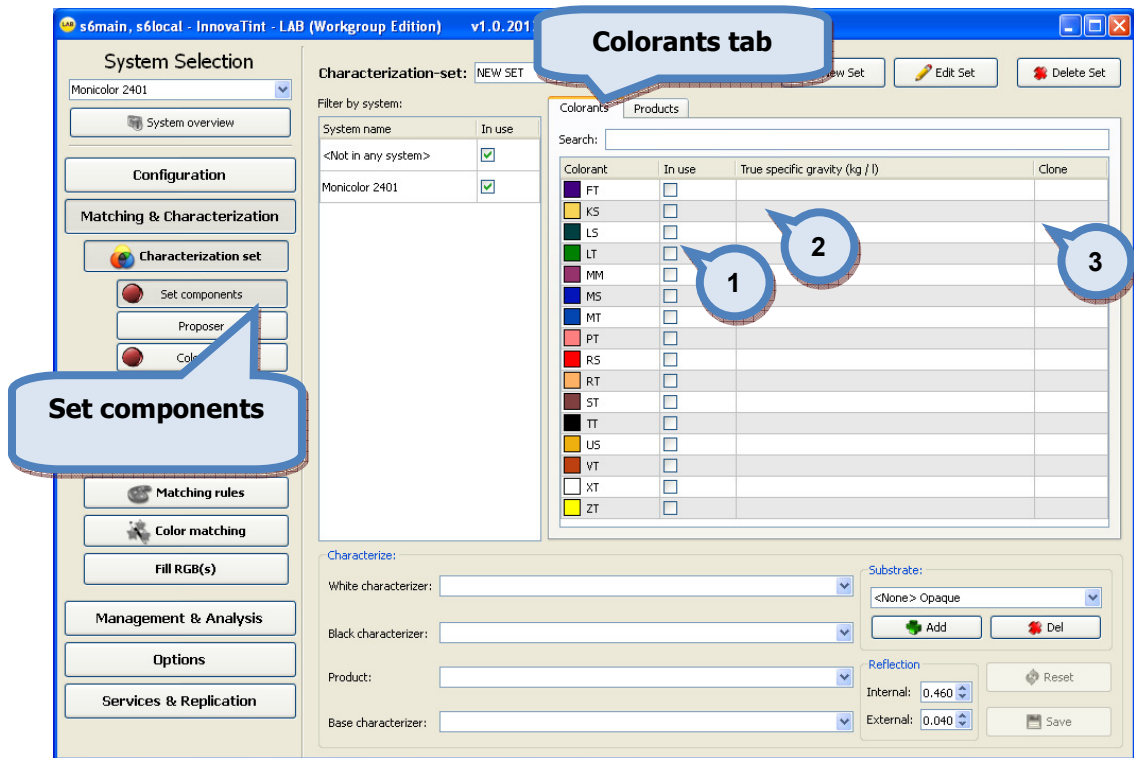 s6main, s6local - InnovaTint - LAB (Workgroup Edition) v1.0.201
Colorants tab
System Selection
Monicolor 2401
System overview
Configuration
Matching & Characterization
Characterization set
Set components
Proposer
Set components
Matching rules
Color matching
Fill RGB(s)
Management & Analysis
Options
Services & Replication
Characterization-set: NEW SET
Set
Edit Set
Delete Set
Filter by system:
System name In use
<Not in any system>
Monicolor 2401
Colorants Products
Search:
Colorant In use True specific gravity (kg / l) Clone
FT
KS
LS
LT
MM
MS
MT
PT
RS
RT
ST
TT
US
VT
XT
ZT
1
2
3
Characterize:
White characterizer:
Black characterizer:
Product:
Base characterizer:
Substrate:
<None> Opaque
Add Del
Reflection
Internal: 0.460
External: 0.040
Reset
Save